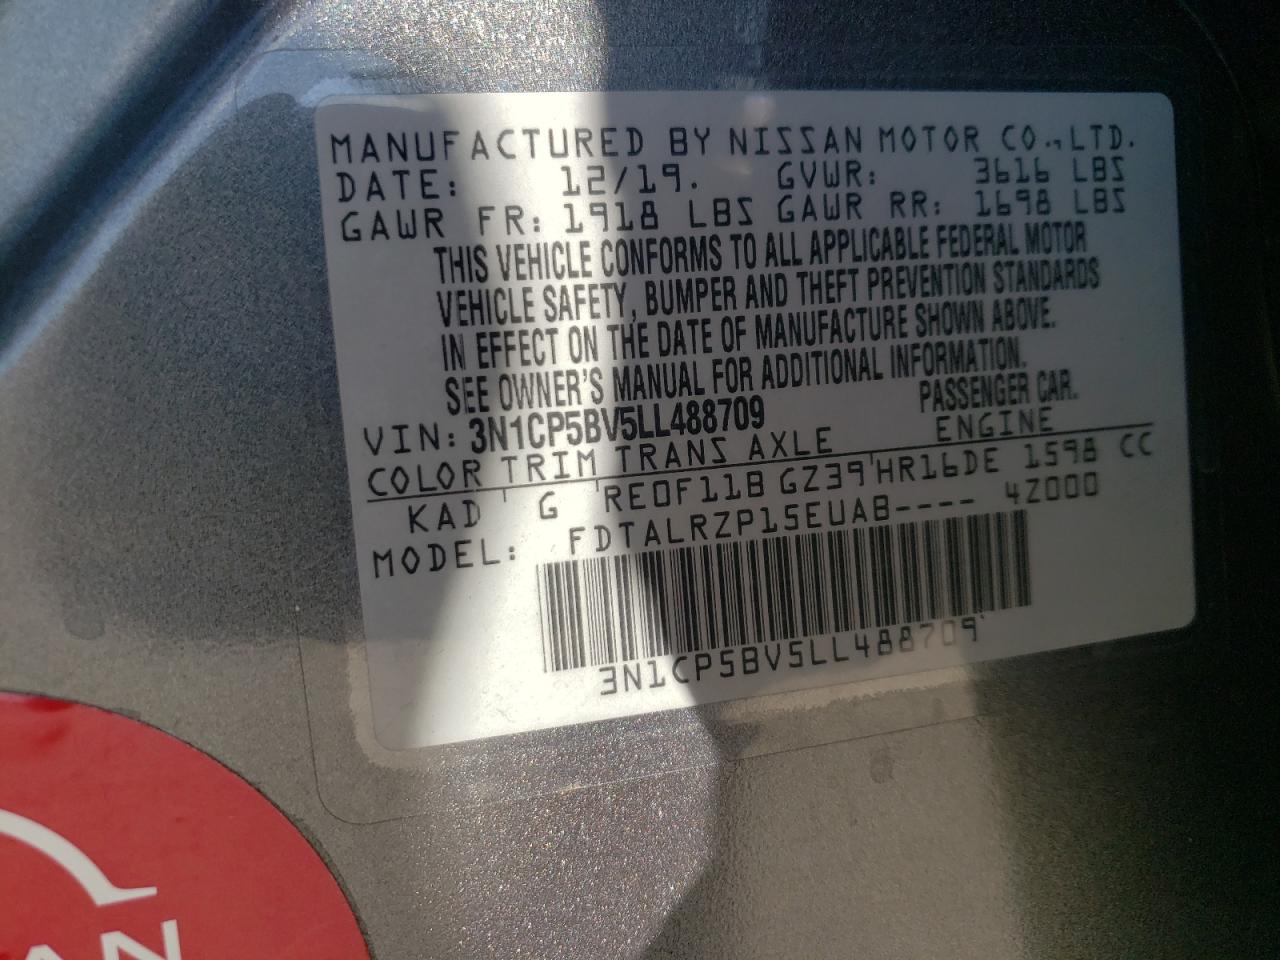 MANUFACTURED BY NISSAN MOTOR CO., LTD.
DATE: 12/19. GVWR: 3616 LBS
GAWR FR: 1918 LBS GAWR RR: 1698 LBS
THIS VEHICLE CONFORMS TO ALL APPLICABLE FEDERAL MOTOR
VEHICLE SAFETY, BUMPER AND THEFT PREVENTION STANDARDS
IN EFFECT ON THE DATE OF MANUFACTURE SHOWN ABOVE.
SEE OWNER'S MANUAL FOR ADDITIONAL INFORMATION.
VIN: 3N1CP5BV5LL488709 PASSENGER CAR.
COLOR TRIM TRANS AXLE ENGINE
KAD ' G 'RE0F11B GZ39'HR16DE 1598 CC
MODEL: FDTALRZP15EUAB---- 4Z000
3N1CP5BV5LL488709'
AN